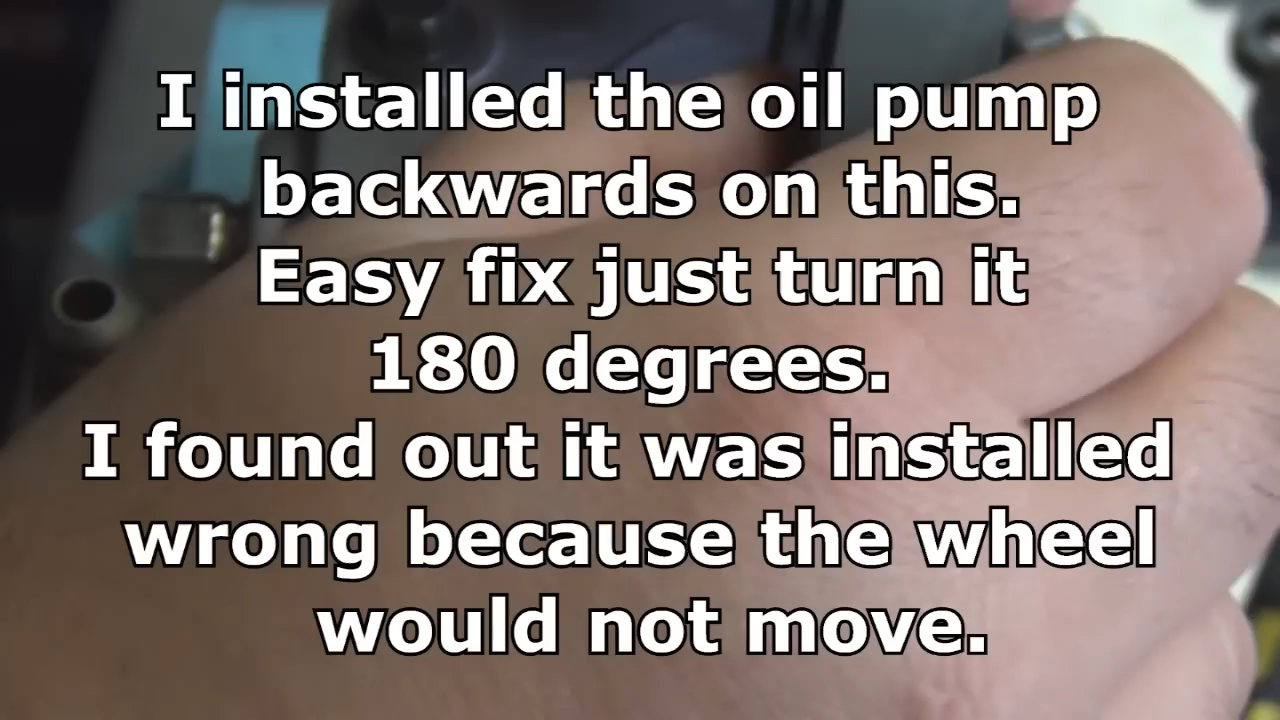 I installed the oil pump
backwards on this.
Easy fix just turn it
180 degrees.
I found out it was installed
wrong because the wheel
would not move.